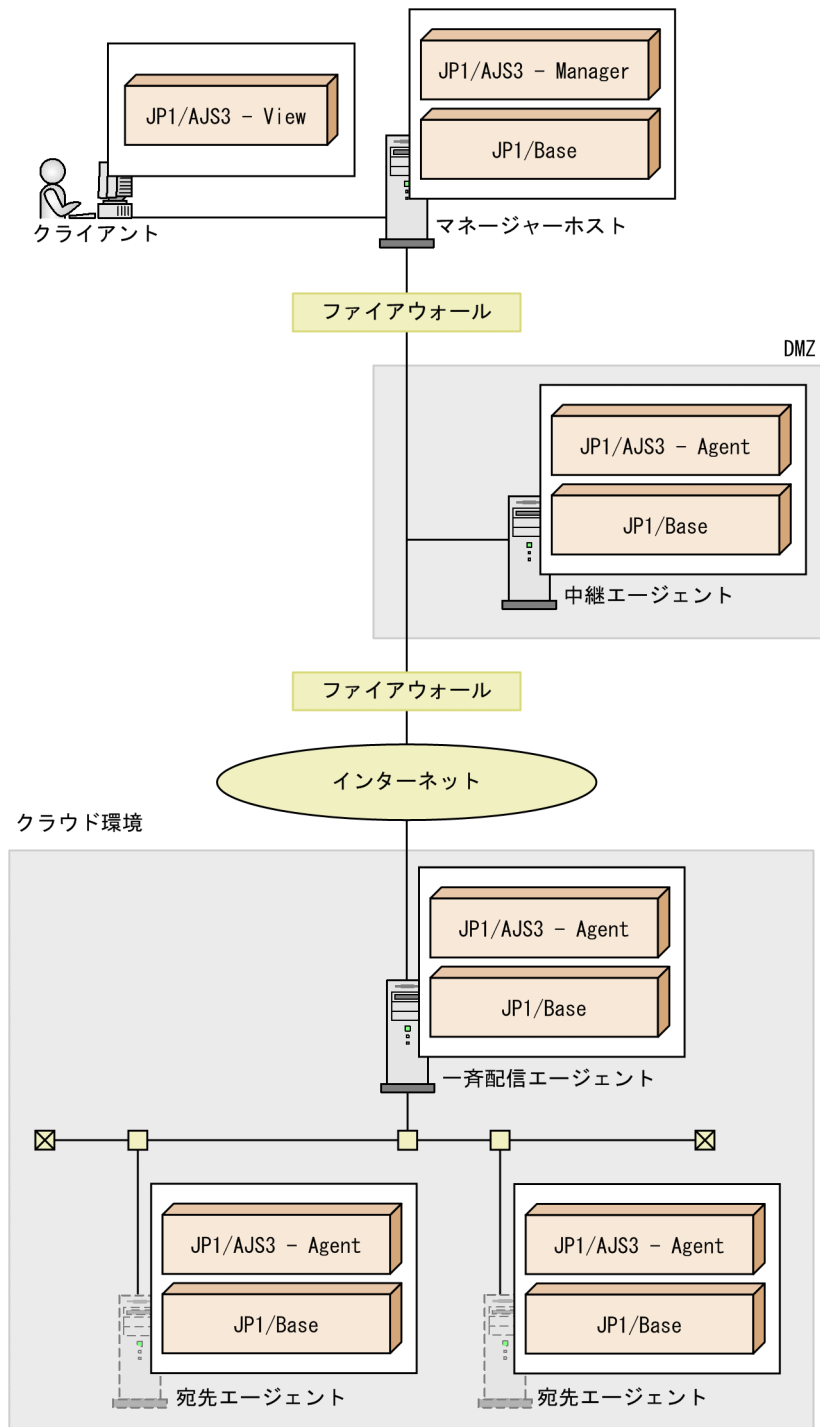 JP1/AJS3 - View
JP1/AJS3 - Manager
JP1/Base
クライアント
マネージャーホスト
ファイアウォール
DMZ
JP1/AJS3 - Agent
JP1/Base
中継エージェント
ファイアウォール
インターネット
クラウド環境
JP1/AJS3 - Agent
JP1/Base
一斉配信エージェント
JP1/AJS3 - Agent
JP1/Base
宛先エージェント
JP1/AJS3 - Agent
JP1/Base
宛先エージェント